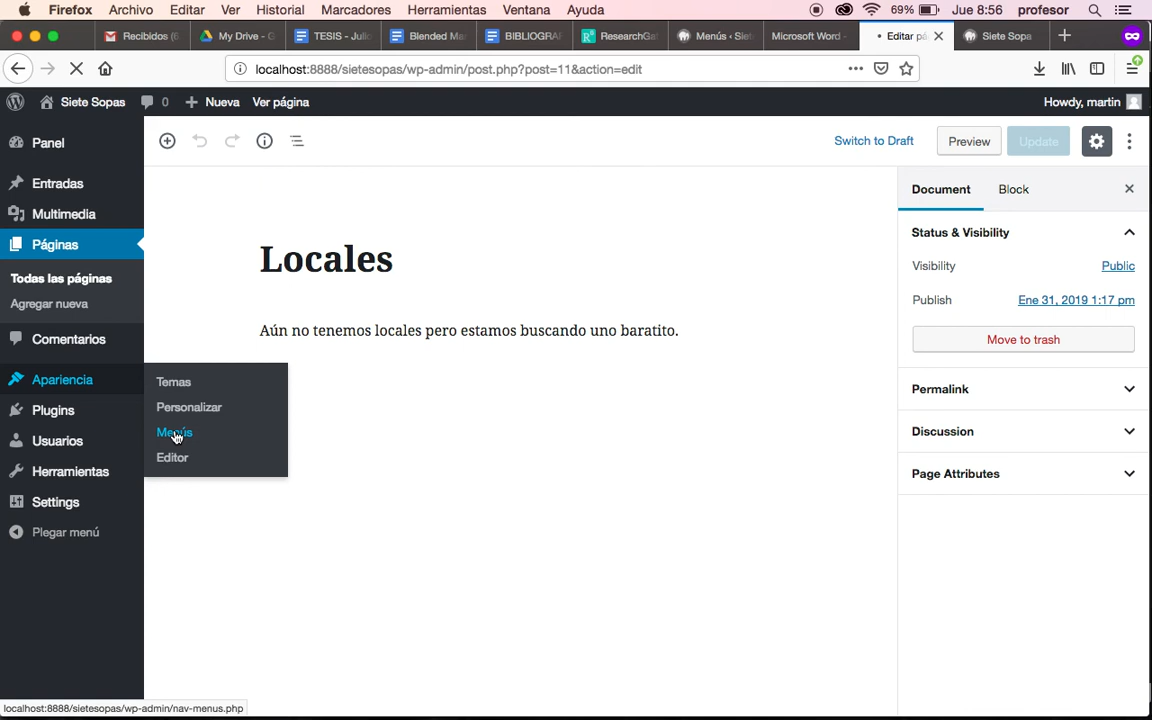 Firefox Archivo Editar Ver Historial Marcadores Herramientas Ventana Ayuda 69% Jue 8:56 profesor
Recibidos (6 My Drive - G TESIS - Juli Blended Ma BIBLIOGRA ResearchGa Menús ‹ Siet Microsoft Word - Editar pá Siete Sopa
localhost:8888/sietesopas/wp-admin/post.php?post=11&action=edit
Siete Sopas 0 Nueva Ver página Howdy, martin
Panel
Entradas
Multimedia
Páginas
Todas las páginas
Agregar nueva
Comentarios
Apariencia
Plugins
Usuarios
Herramientas
Settings
Plegar menú
Temas
Personalizar
Menús
Editor
Switch to Draft Preview Update
Locales
Aún no tenemos locales pero estamos buscando uno baratito.
Document Block
Status & Visibility
Visibility Public
Publish Ene 31, 2019 1:17 pm
Move to trash
Permalink
Discussion
Page Attributes
localhost:8888/sietesopas/wp-admin/nav-menus.php